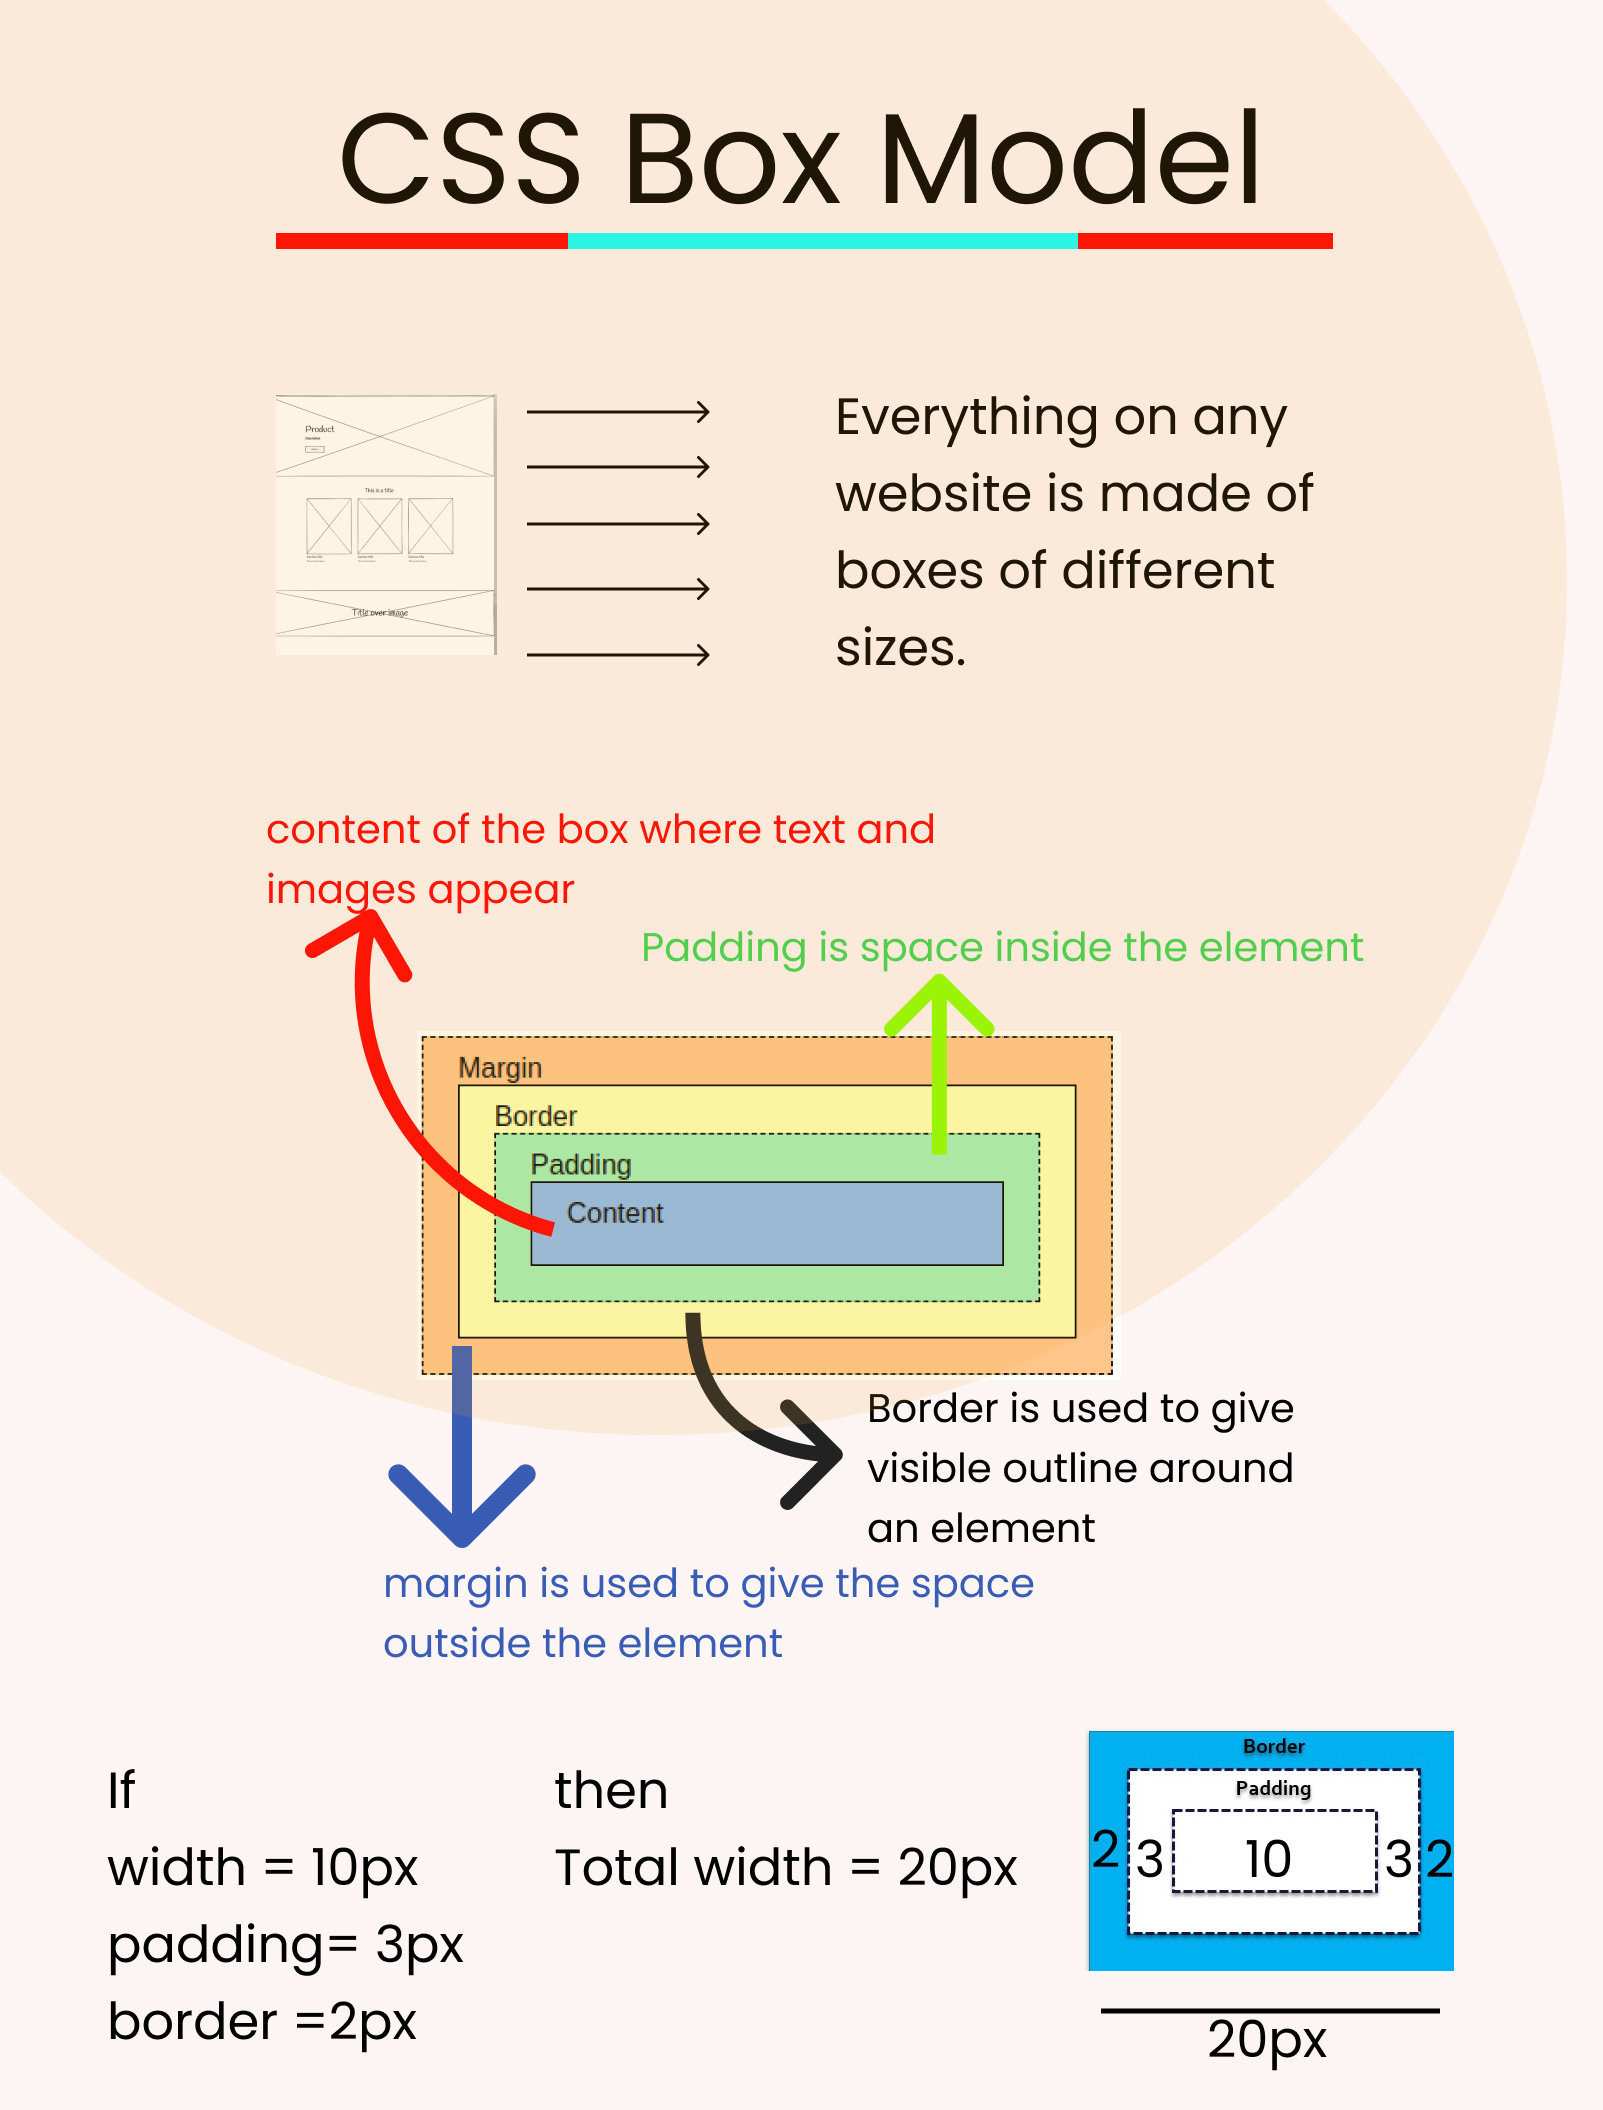 CSS Box Model
Product
This is a title
Title over image
Everything on any
website is made of
boxes of different
sizes.
content of the box where text and
images appear
Padding is space inside the element
Margin
Border
Padding
Content
Border is used to give
visible outline around
an element
margin is used to give the space
outside the element
If
width = 10px
padding= 3px
border =2px
then
Total width = 20px
Border
Padding
2 3 10 3 2
20px